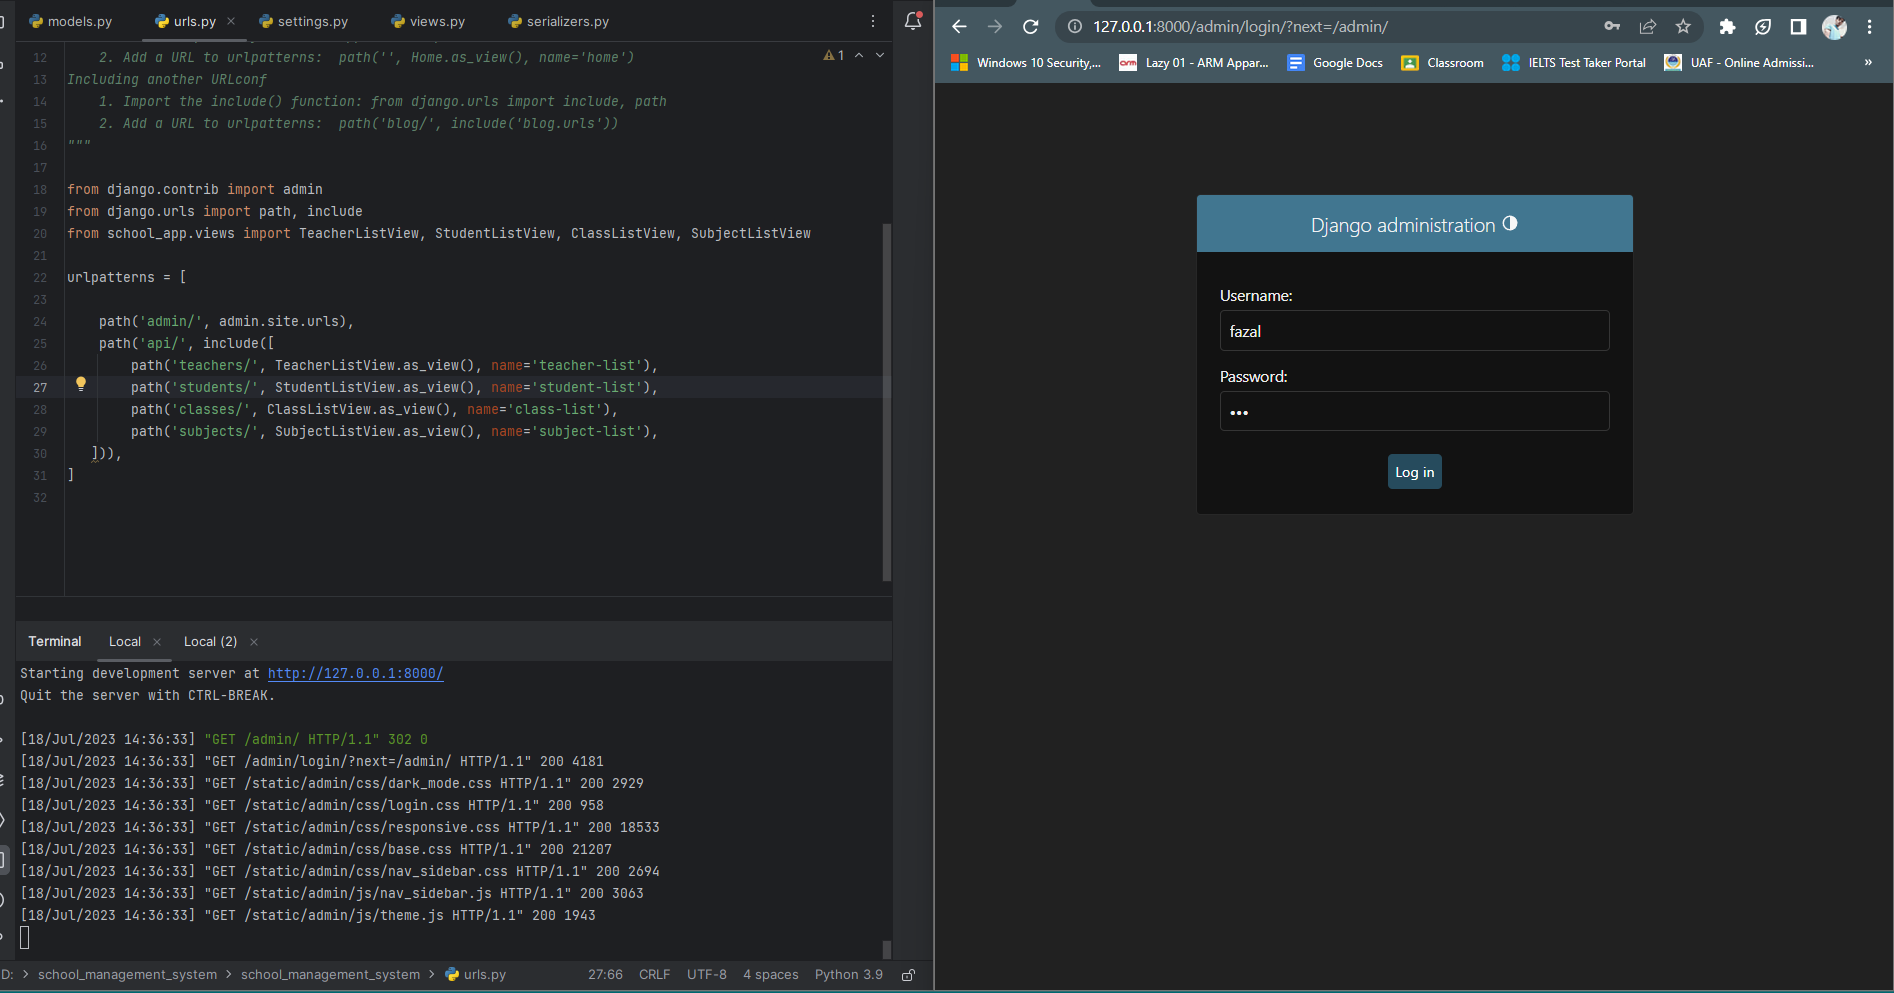 models.py urls.py settings.py views.py serializers.py
12 2. Add a URL to urlpatterns:  path('', Home.as_view(), name='home')
1
13 Including another URLconf
14 1. Import the include() function: from django.urls import include, path
15 2. Add a URL to urlpatterns:  path('blog/', include('blog.urls'))
16 """
17
18 from django.contrib import admin
19 from django.urls import path, include
20 from school_app.views import TeacherListView, StudentListView, ClassListView, SubjectListView
21
22 urlpatterns = [
23
24 path('admin/', admin.site.urls),
25 path('api/', include([
26 path('teachers/', TeacherListView.as_view(), name='teacher-list'),
27 path('students/', StudentListView.as_view(), name='student-list'),
28 path('classes/', ClassListView.as_view(), name='class-list'),
29 path('subjects/', SubjectListView.as_view(), name='subject-list'),
30 ])),
31 ]
32
Terminal Local Local (2)
Starting development server at http://127.0.0.1:8000/
Quit the server with CTRL-BREAK.
[18/Jul/2023 14:36:33] "GET /admin/ HTTP/1.1" 302 0
[18/Jul/2023 14:36:33] "GET /admin/login/?next=/admin/ HTTP/1.1" 200 4181
[18/Jul/2023 14:36:33] "GET /static/admin/css/dark_mode.css HTTP/1.1" 200 2929
[18/Jul/2023 14:36:33] "GET /static/admin/css/login.css HTTP/1.1" 200 958
[18/Jul/2023 14:36:33] "GET /static/admin/css/responsive.css HTTP/1.1" 200 18533
[18/Jul/2023 14:36:33] "GET /static/admin/css/base.css HTTP/1.1" 200 21207
[18/Jul/2023 14:36:33] "GET /static/admin/css/nav_sidebar.css HTTP/1.1" 200 2694
[18/Jul/2023 14:36:33] "GET /static/admin/js/nav_sidebar.js HTTP/1.1" 200 3063
[18/Jul/2023 14:36:33] "GET /static/admin/js/theme.js HTTP/1.1" 200 1943
D: > school_management_system > school_management_system > urls.py 27:66 CRLF UTF-8 4 spaces Python 3.9
127.0.0.1:8000/admin/login/?next=/admin/
Windows 10 Security,... arm Lazy 01 - ARM Appar... Google Docs Classroom IELTS Test Taker Portal UAF - Online Admissi... »
Django administration
Username:
fazal
Password:
•••
Log in